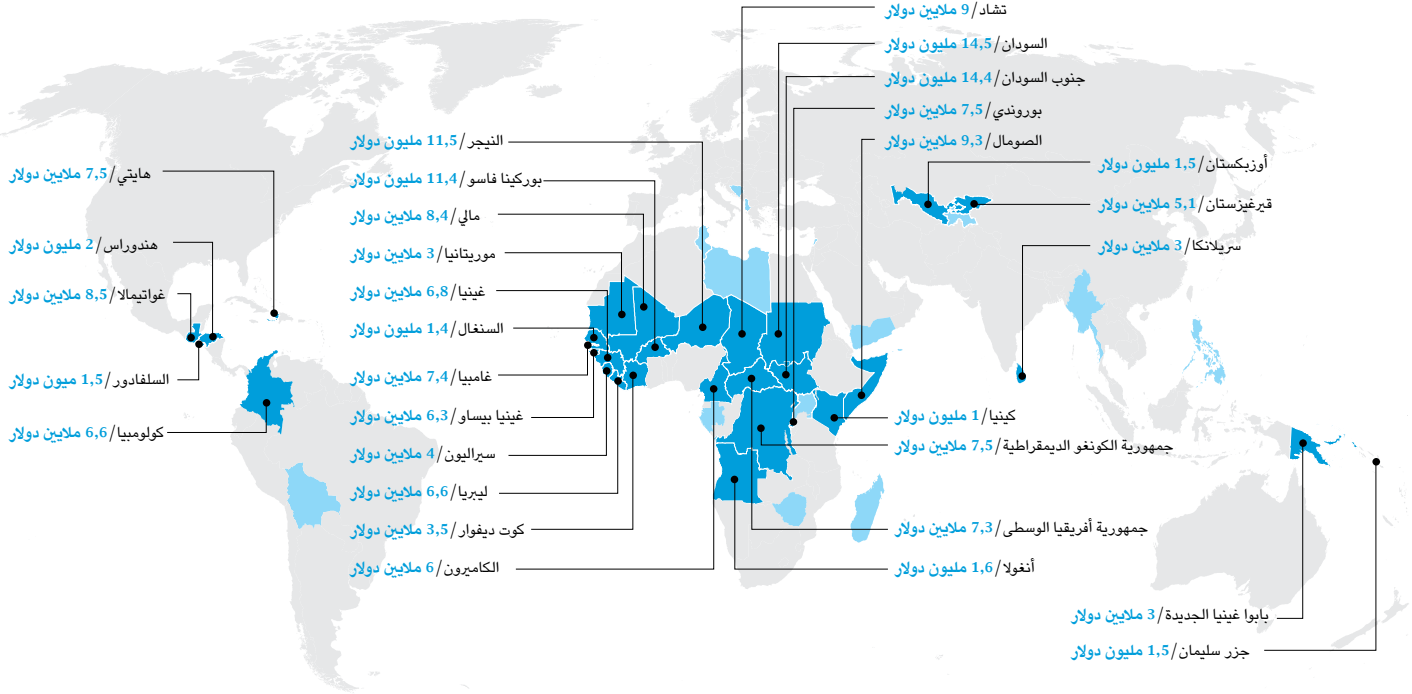 تشاد/9 ملايين دولار
السودان/14,5 مليون دولار
جنوب السودان/14,4 مليون دولار
بوروندي/7,5 ملايين دولار
الصومال/9,3 ملايين دولار
أوزبكستان/1,5 مليون دولار
قيرغيزستان/5,1 ملايين دولار
سريلانكا/3 ملايين دولار
النيجر/11,5 مليون دولار
بوركينا فاسو/11,4 مليون دولار
مالي/8,4 ملايين دولار
موريتانيا/3 ملايين دولار
غينيا/6,8 ملايين دولار
السنغال/1,4 مليون دولار
غامبيا/7,4 ملايين دولار
غينيا بيساو/6,3 ملايين دولار
سيراليون/4 ملايين دولار
ليبريا/6,6 ملايين دولار
كوت ديفوار/3,5 ملايين دولار
الكاميرون/6 ملايين دولار
هايتي/7,5 ملايين دولار
هندوراس/2 مليون دولار
غواتيمالا/8,5 ملايين دولار
السلفادور/1,5 ميون دولار
كولومبيا/6,6 ملايين دولار
كينيا/1 مليون دولار
جمهورية الكونغو الديمقراطية/7,5 ملايين دولار
جمهورية أفريقيا الوسطى/7,3 ملايين دولار
أنغولا/1,6 مليون دولار
بابوا غينيا الجديدة/3 ملايين دولار
جزر سليمان/1,5 مليون دولار